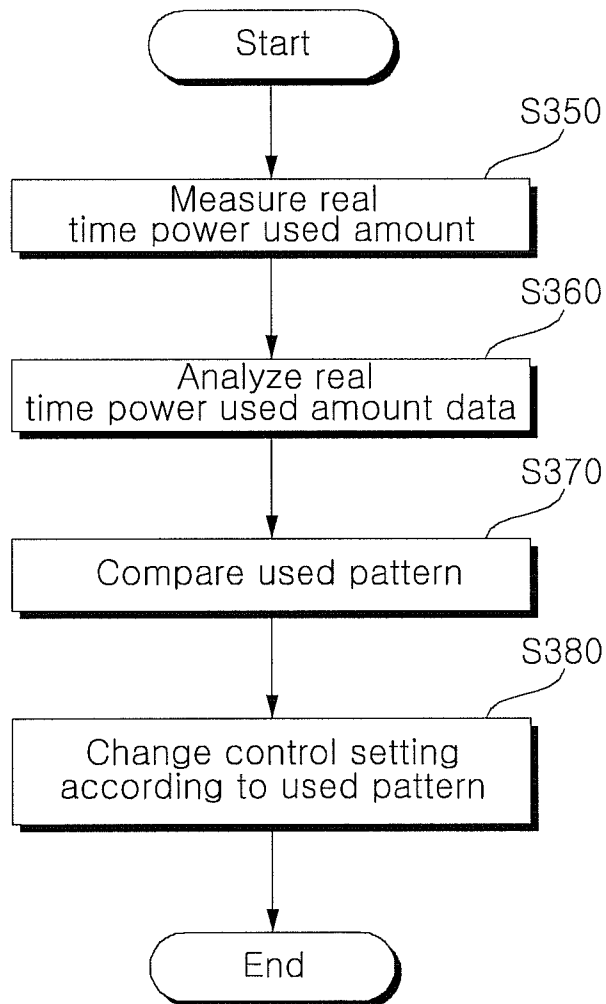 Start
S350
Measure real
time power used amount
S360
Analyze real
time power used amount data
S370
Compare used pattern
S380
Change control setting
according to used pattern
End